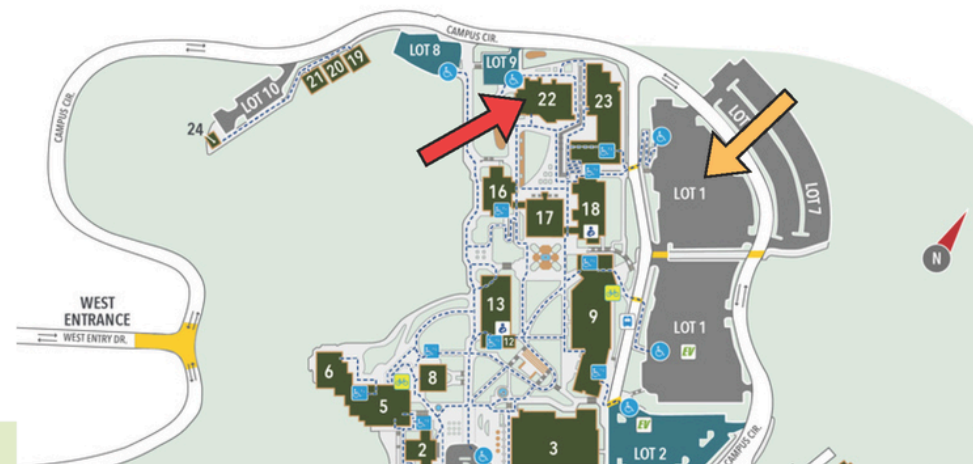 CAMPUS CIR.
LOT 8
LOT 9
21
20
19
LOT 10
22
23
CAMPUS CIR.
24
LOT 1
LOT 7
16
17
18
N
WEST
ENTRANCE
WEST ENTRY DR.
13
12
9
LOT 1
EV
6
8
5
2
3
EV
LOT 2
CAMPUS CIR.